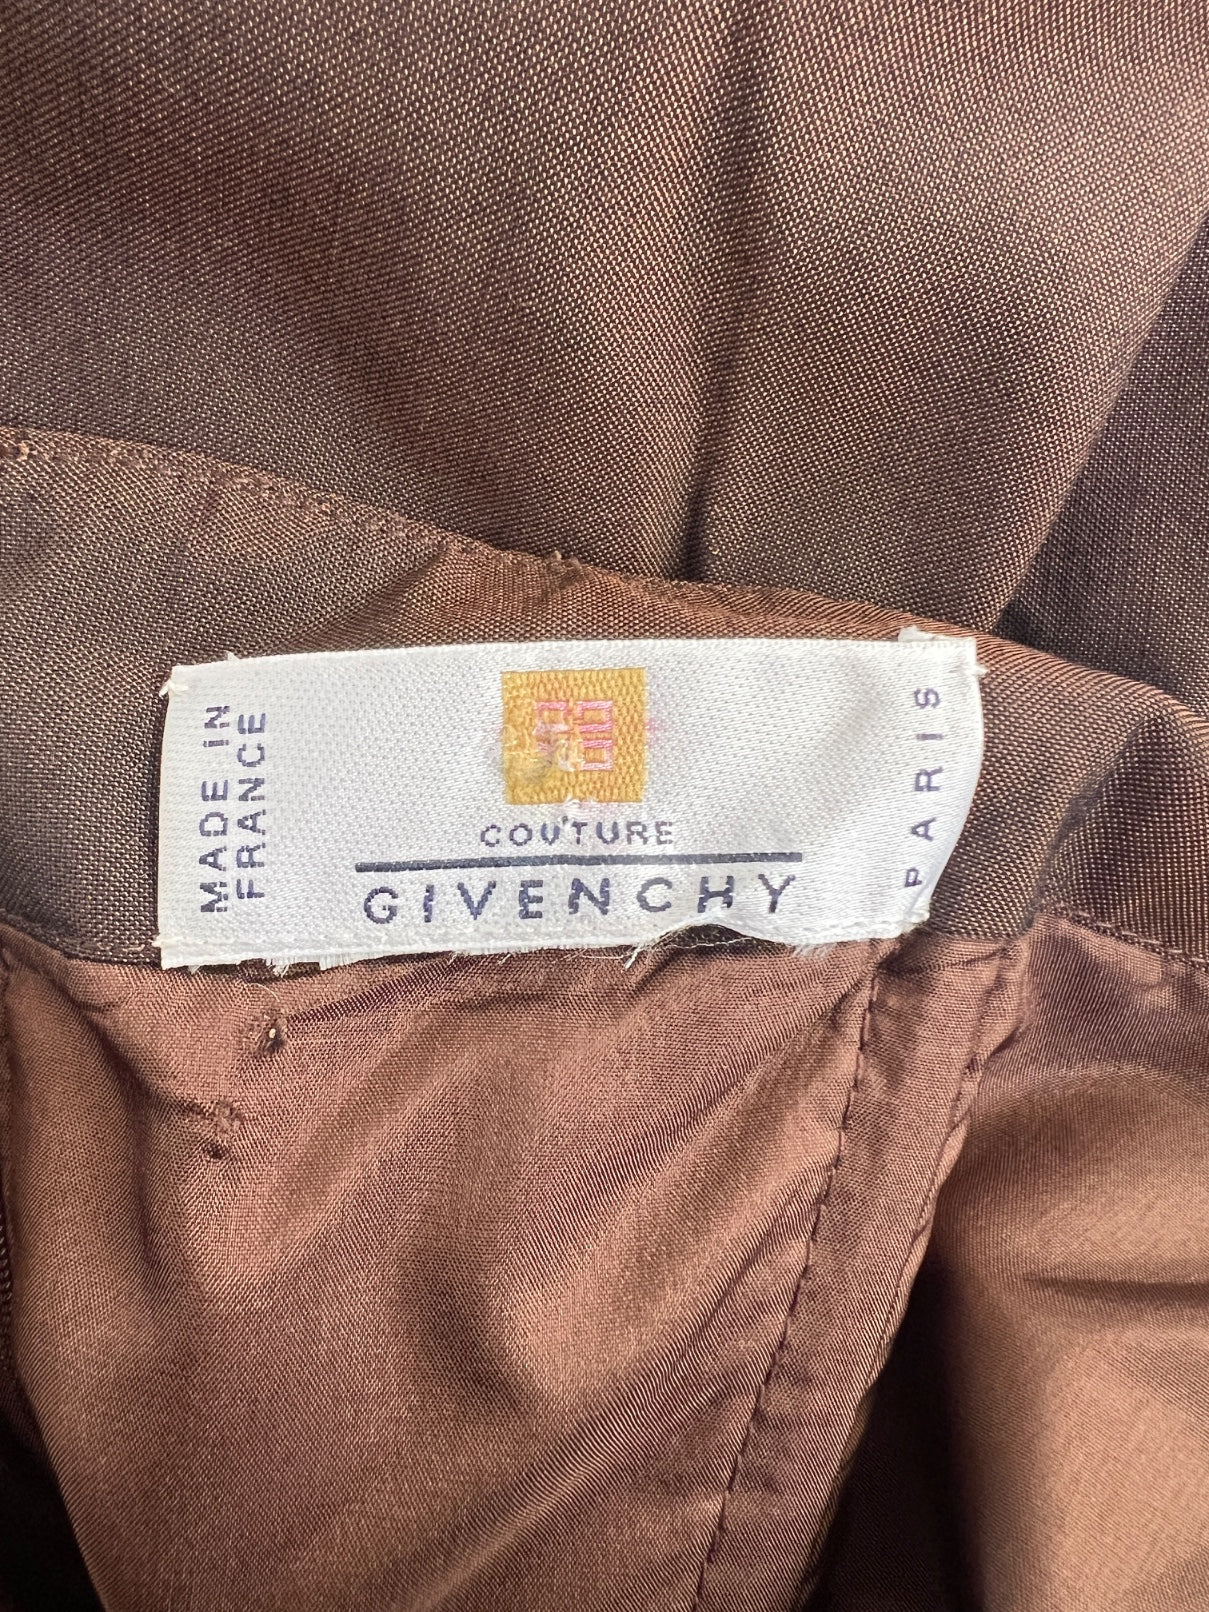 MADE IN
FRANCE
COUTURE
GIVENCHY
PARIS